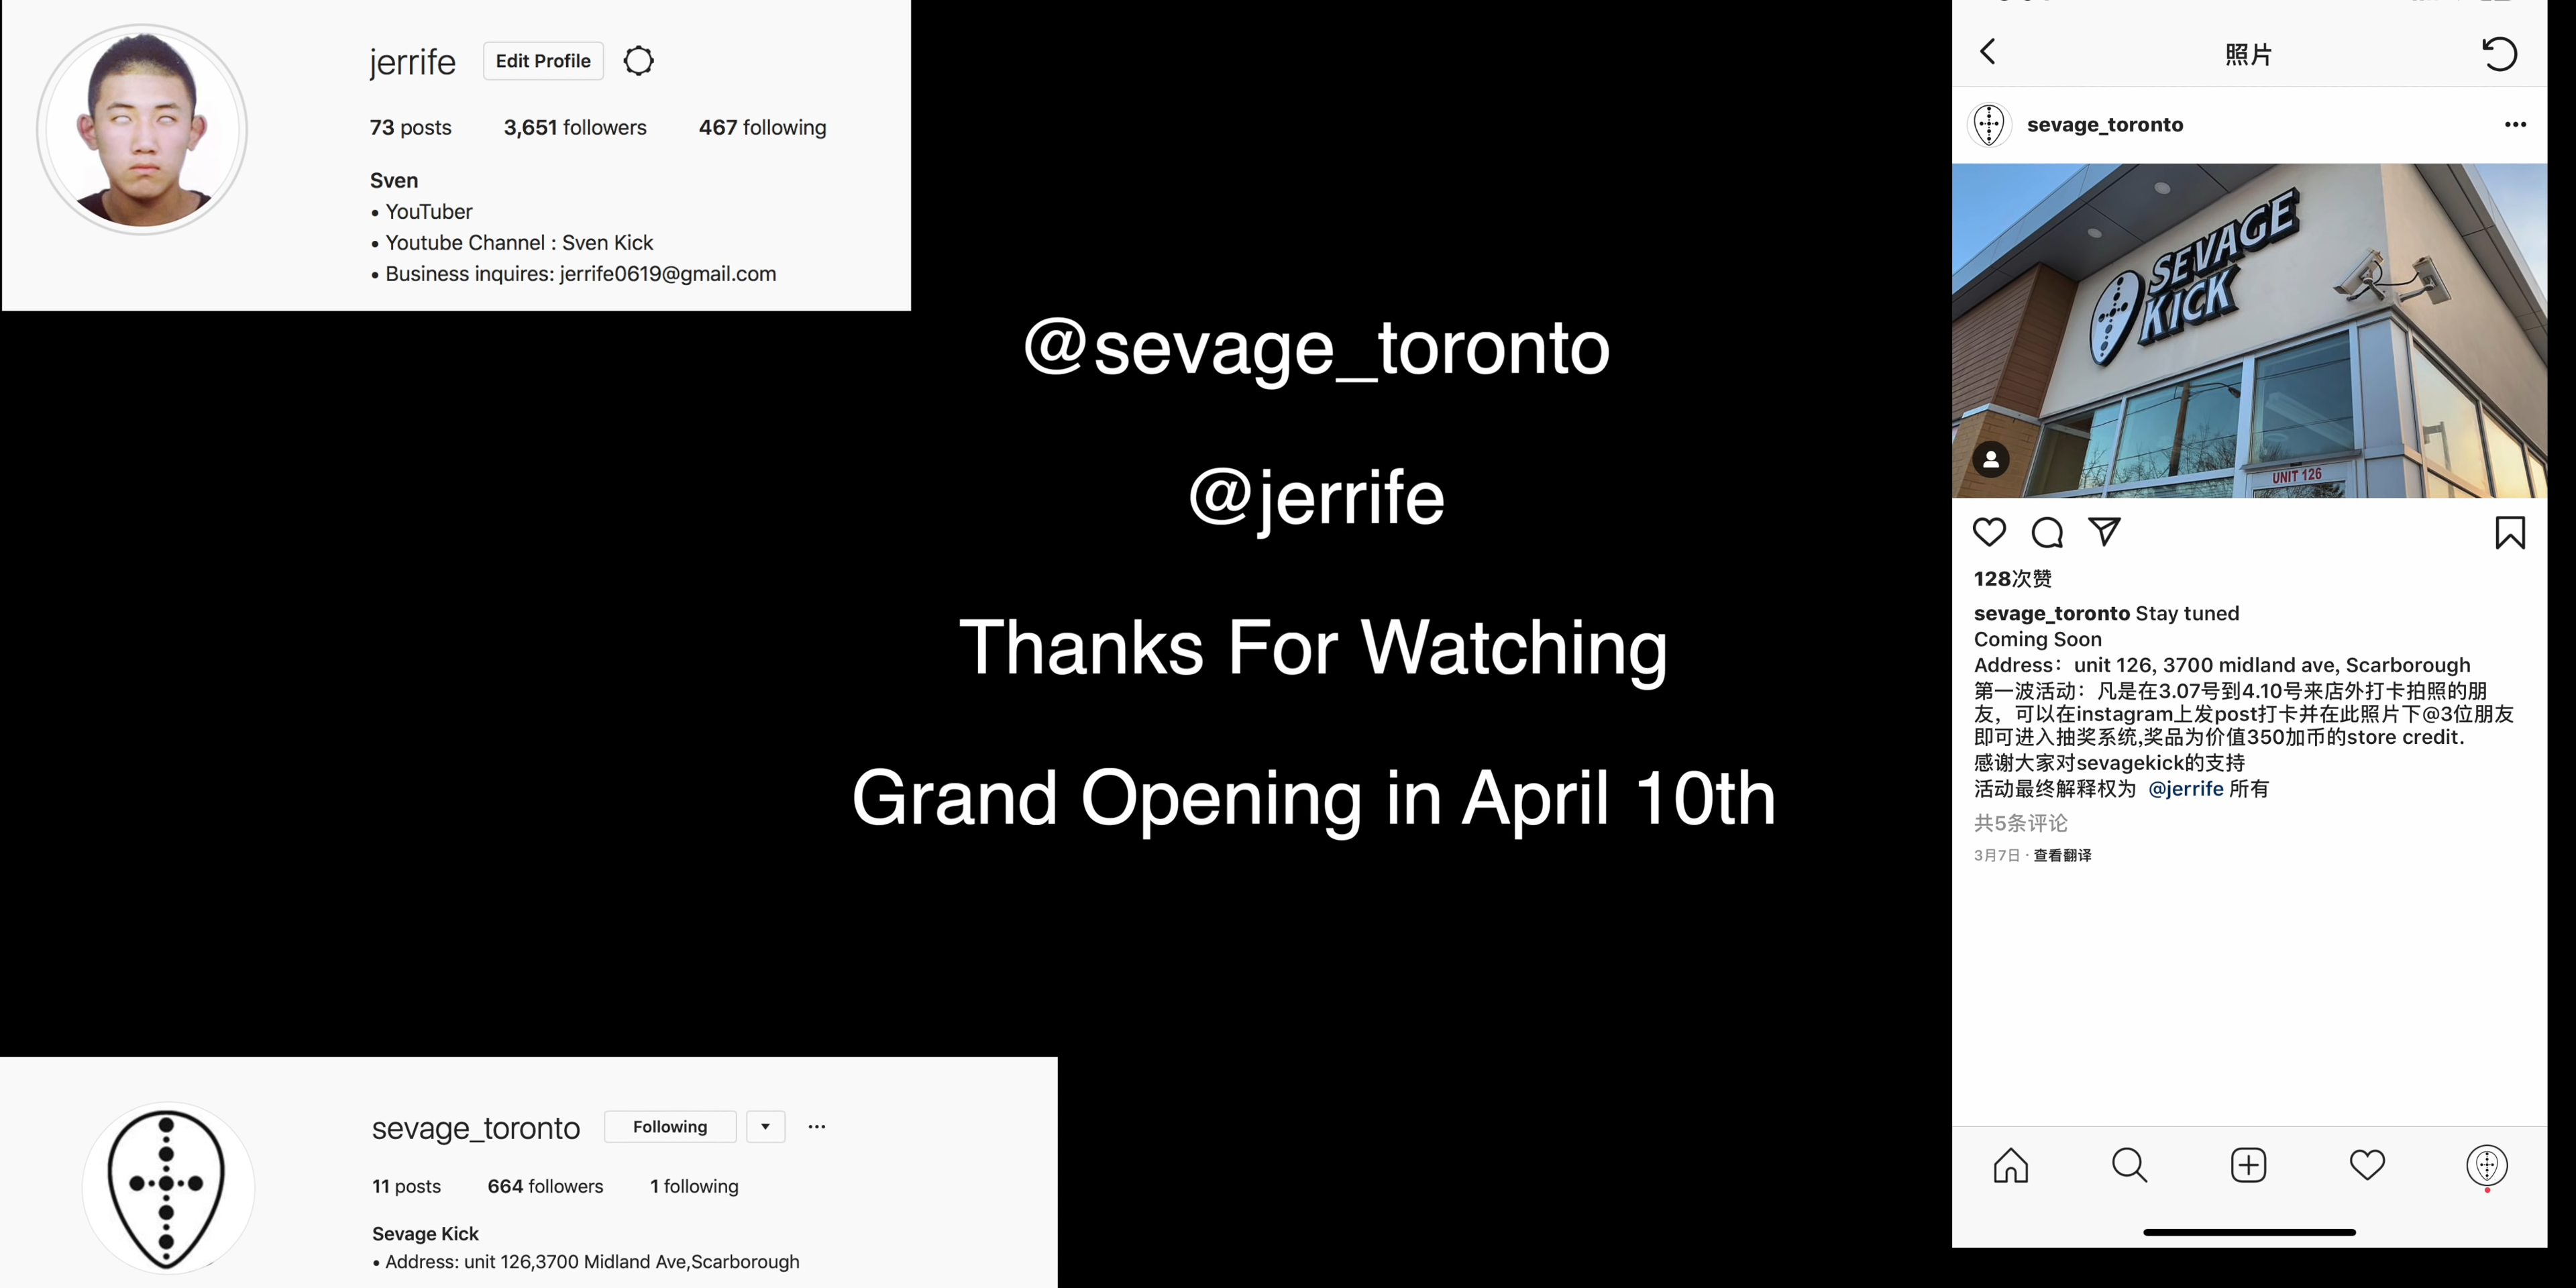 jerrife Edit Profile
73 posts 3,651 followers 467 following
Sven
• YouTuber
• Youtube Channel : Sven Kick
• Business inquires: jerrife0619@gmail.com
@sevage_toronto
@jerrife
Thanks For Watching
Grand Opening in April 10th
sevage_toronto Following
11 posts 664 followers 1 following
Sevage Kick
• Address: unit 126,3700 Midland Ave,Scarborough
照片
sevage_toronto
SEVAGE
KICK
UNIT 126
128次赞
sevage_toronto Stay tuned
Coming Soon
Address：unit 126, 3700 midland ave, Scarborough
第一波活动：凡是在3.07号到4.10号来店外打卡拍照的朋
友，可以在instagram上发post打卡并在此照片下@3位朋友
即可进入抽奖系统,奖品为价值350加币的store credit.
感谢大家对sevagekick的支持
活动最终解释权为 @jerrife 所有
共5条评论
3月7日 · 查看翻译